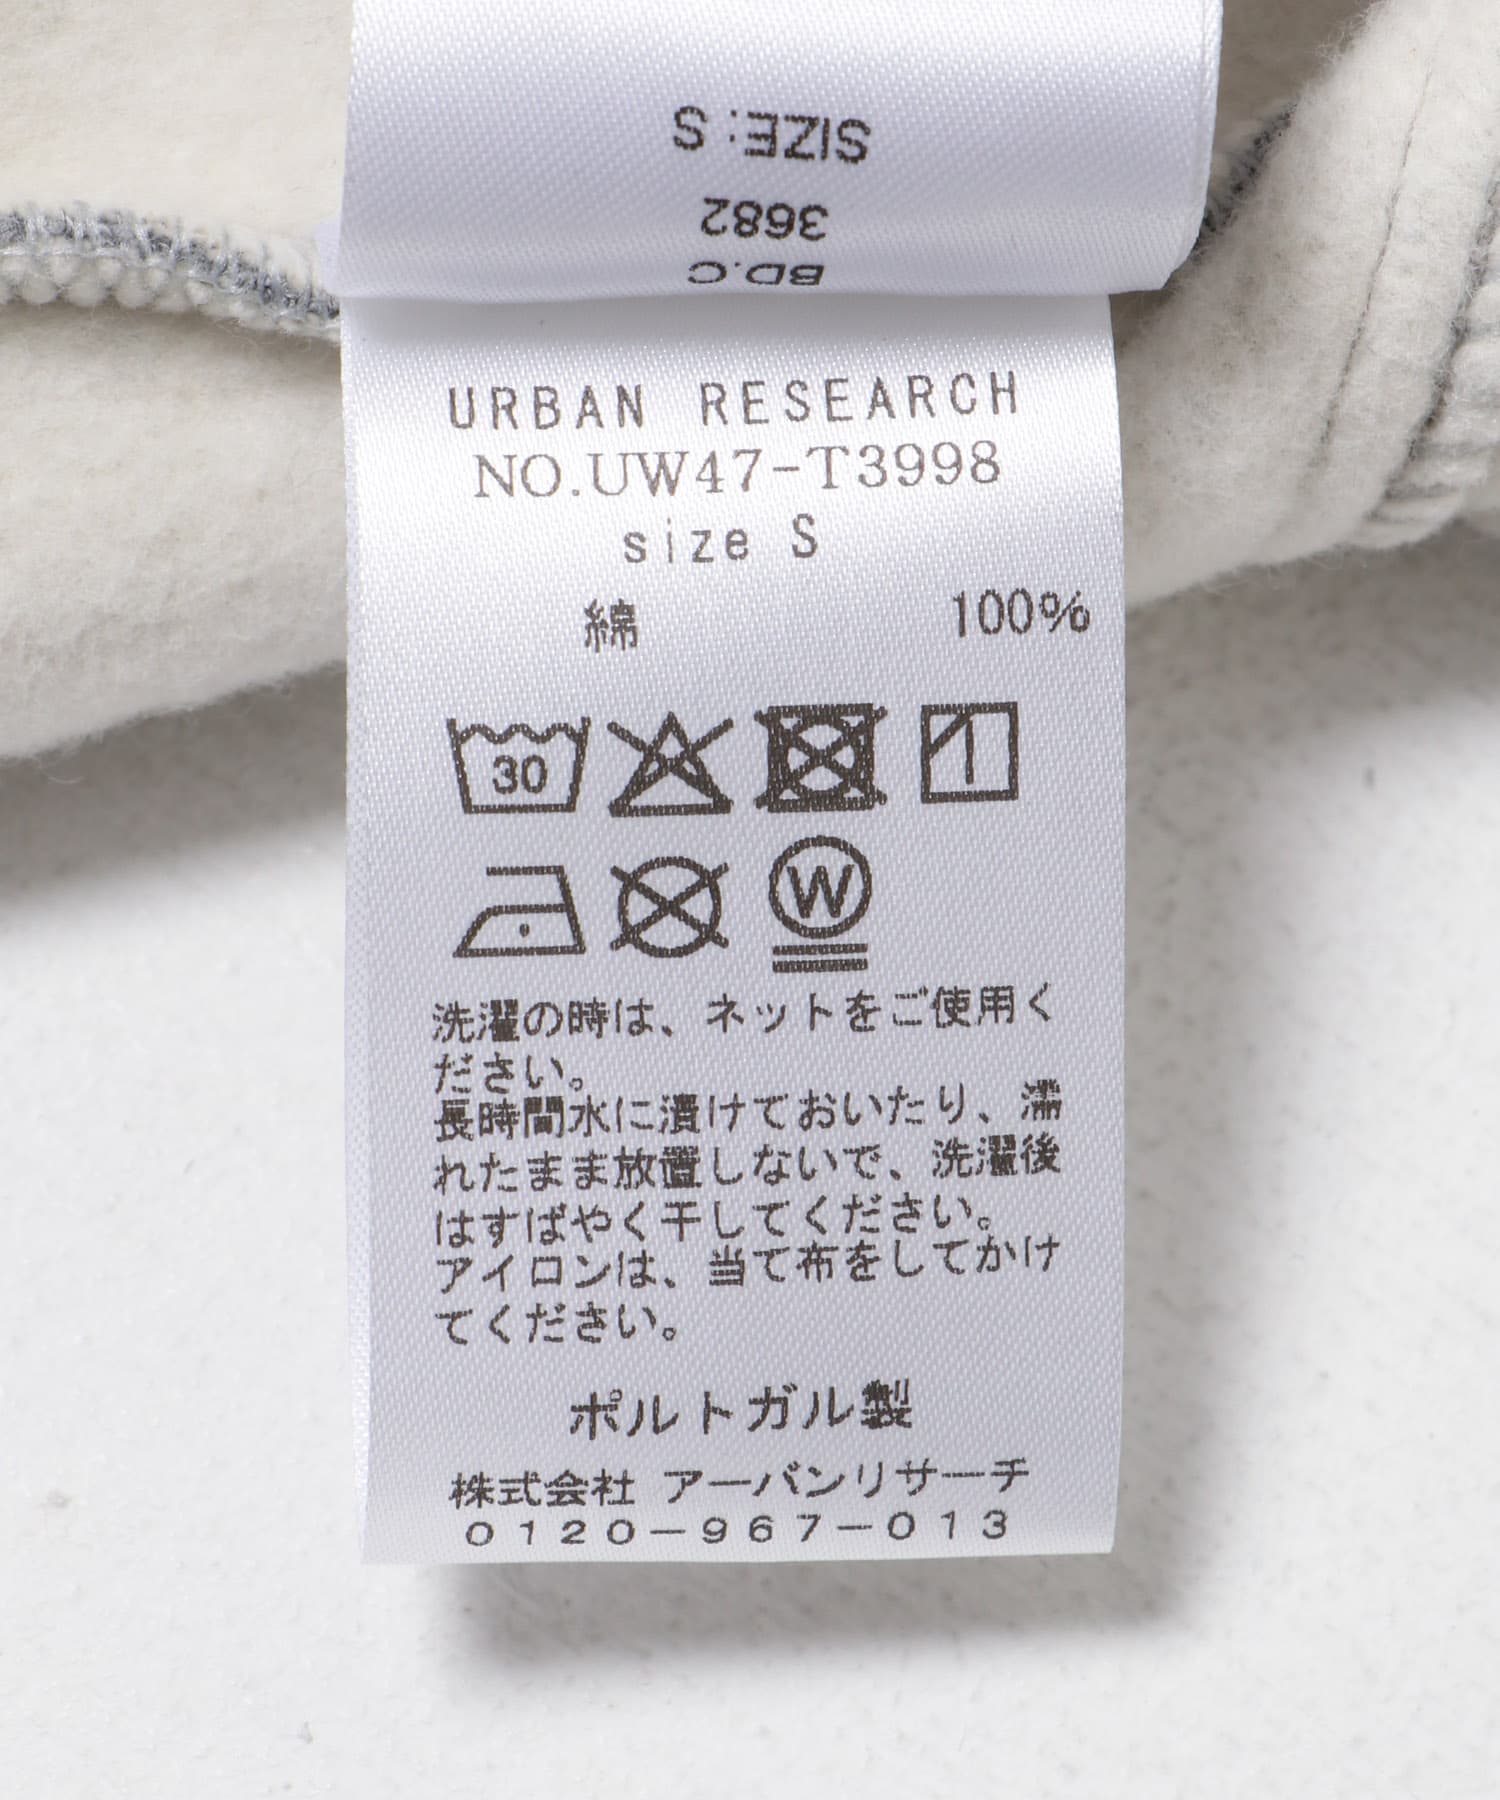 SIZE: S
3682
BD.C
URBAN RESEARCH
NO.UW47-T3998
size S
綿 100%
30
W
洗濯の時は、ネットをご使用く
ださい。
長時間水に漬けておいたり、濡
れたまま放置しないで、洗濯後
はすばやく干してください。
アイロンは、当て布をしてかけ
てください。
ポルトガル製
株式会社 アーバンリサーチ
0120-967-013